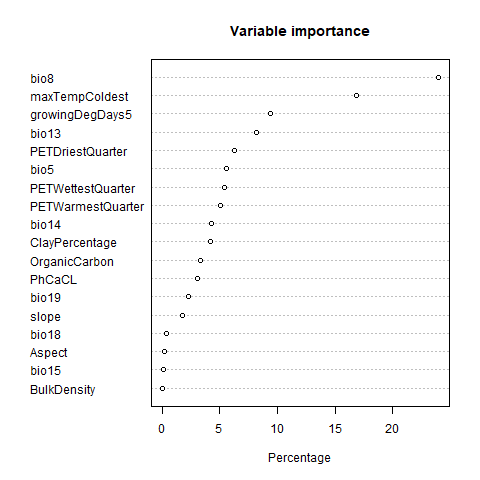 Variable importance
bio8
maxTempColdest
growingDegDays5
bio13
PETDriestQuarter
bio5
PETWettestQuarter
PETWarmestQuarter
bio14
ClayPercentage
OrganicCarbon
PhCaCL
bio19
slope
bio18
Aspect
bio15
BulkDensity
0 5 10 15 20
Percentage